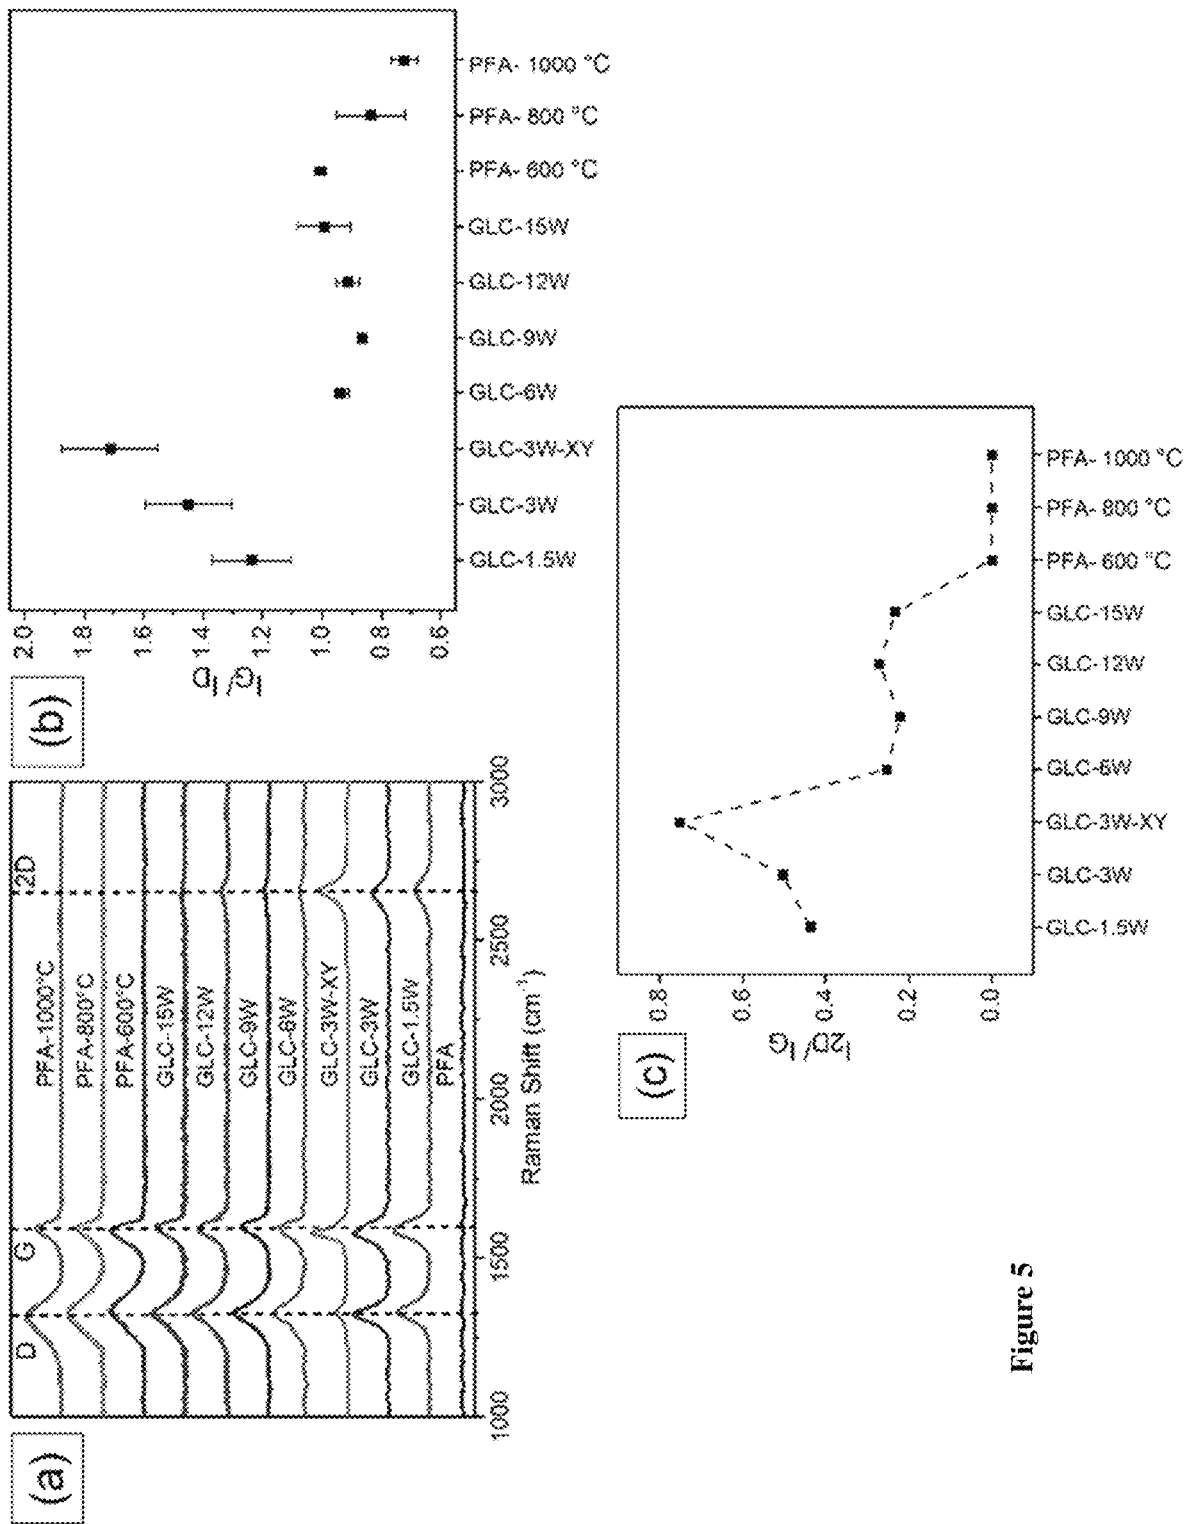 (a)
D
G
2D
PFA-1000°C
PFA-800°C
PFA-600°C
GLC-15W
GLC-12W
GLC-9W
GLC-6W
GLC-3W-XY
GLC-3W
GLC-1.5W
PFA
1000
1500
2000
2500
3000
Raman Shift (cm⁻¹)
(b)
I_G/ I_D
2.0
1.8
1.6
1.4
1.2
1.0
0.8
0.6
GLC-1.5W
GLC-3W
GLC-3W-XY
GLC-6W
GLC-9W
GLC-12W
GLC-15W
PFA- 600 °C
PFA- 800 °C
PFA- 1000 °C
(c)
I_2D/ I_G
0.8
0.6
0.4
0.2
0.0
GLC-1.5W
GLC-3W
GLC-3W-XY
GLC-6W
GLC-9W
GLC-12W
GLC-15W
PFA- 600 °C
PFA- 800 °C
PFA- 1000 °C
Figure 5